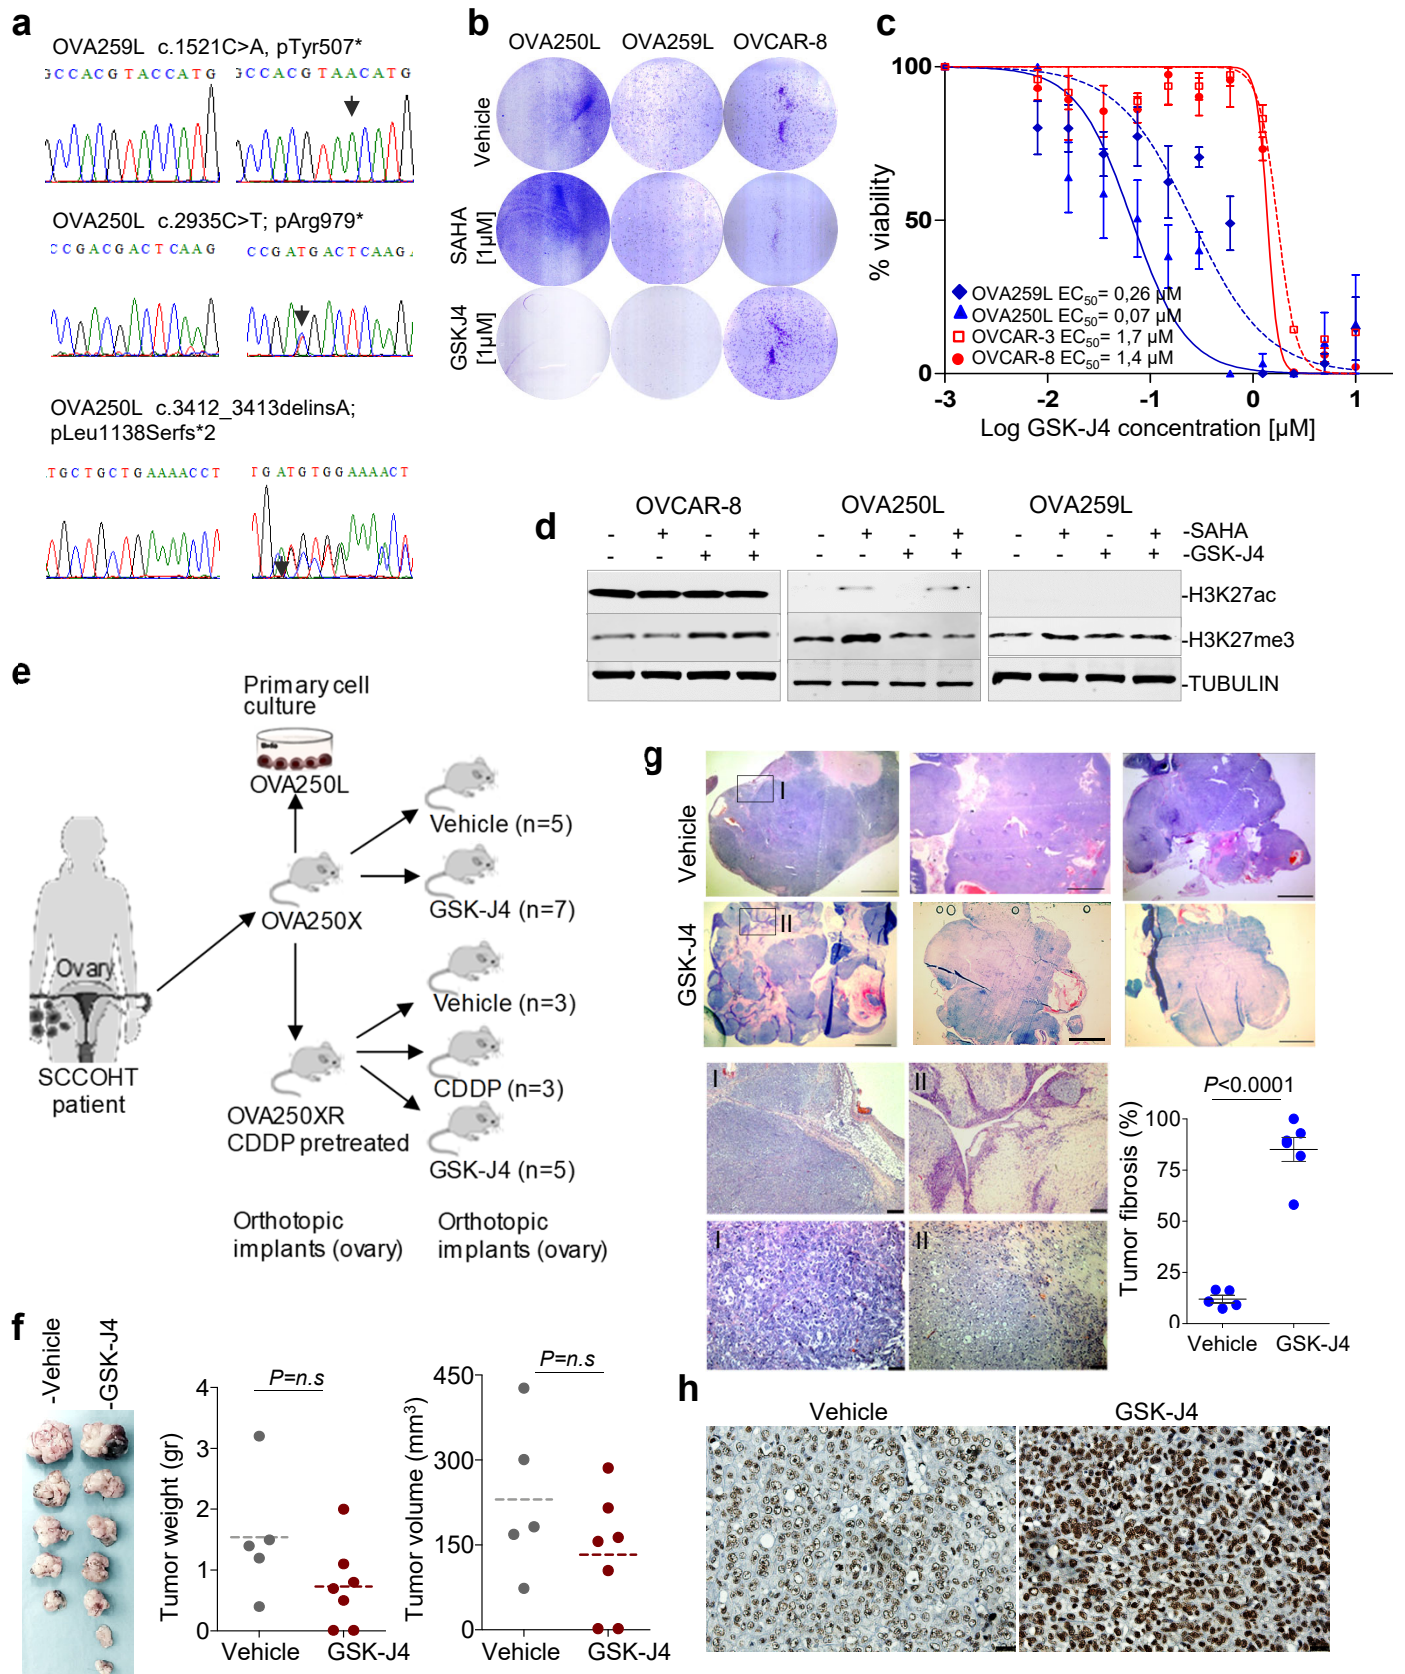 a
OVA259L c.1521C>A, pTyr507*
GCCACGTACCATG GCCACGTAACATG
OVA250L c.2935C>T; pArg979*
CCGACGACTCAAG CCGATGACTCAAGA
OVA250L c.3412_3413delinsA;
pLeu1138Serfs*2
TGCTGCTGAAAACCT TGATGTGGAAAACT
b
OVA250L OVA259L OVCAR-8
Vehicle
SAHA
[1µM]
GSKJ4
[1µM]
c
% viability
100
50
0
OVA259L EC50= 0,26 µM
OVA250L EC50= 0,07 µM
OVCAR-3 EC50= 1,7 µM
OVCAR-8 EC50= 1,4 µM
-3 -2 -1 0 1
Log GSK-J4 concentration [µM]
d
OVCAR-8 OVA250L OVA259L
- + - + - + - + - + - + -SAHA
- - + + - - + + - - + + -GSK-J4
-H3K27ac
-H3K27me3
-TUBULIN
e
Primary cell
culture
OVA250L
Vehicle (n=5)
OVA250X
GSK-J4 (n=7)
Ovary
Vehicle (n=3)
SCCOHT
patient
CDDP (n=3)
OVA250XR
CDDP pretreated
GSK-J4 (n=5)
Orthotopic
implants (ovary)
Orthotopic
implants (ovary)
f
-Vehicle
-GSK-J4
P=n.s
Tumor weight (gr)
4
3
2
1
0
Vehicle GSK-J4
P=n.s
Tumor volume (mm3)
450
300
150
0
Vehicle GSK-J4
g
Vehicle
I
GSK-J4
II
I II
I II
P<0.0001
Tumor fibrosis (%)
100
75
50
25
0
Vehicle GSK-J4
h
Vehicle GSK-J4